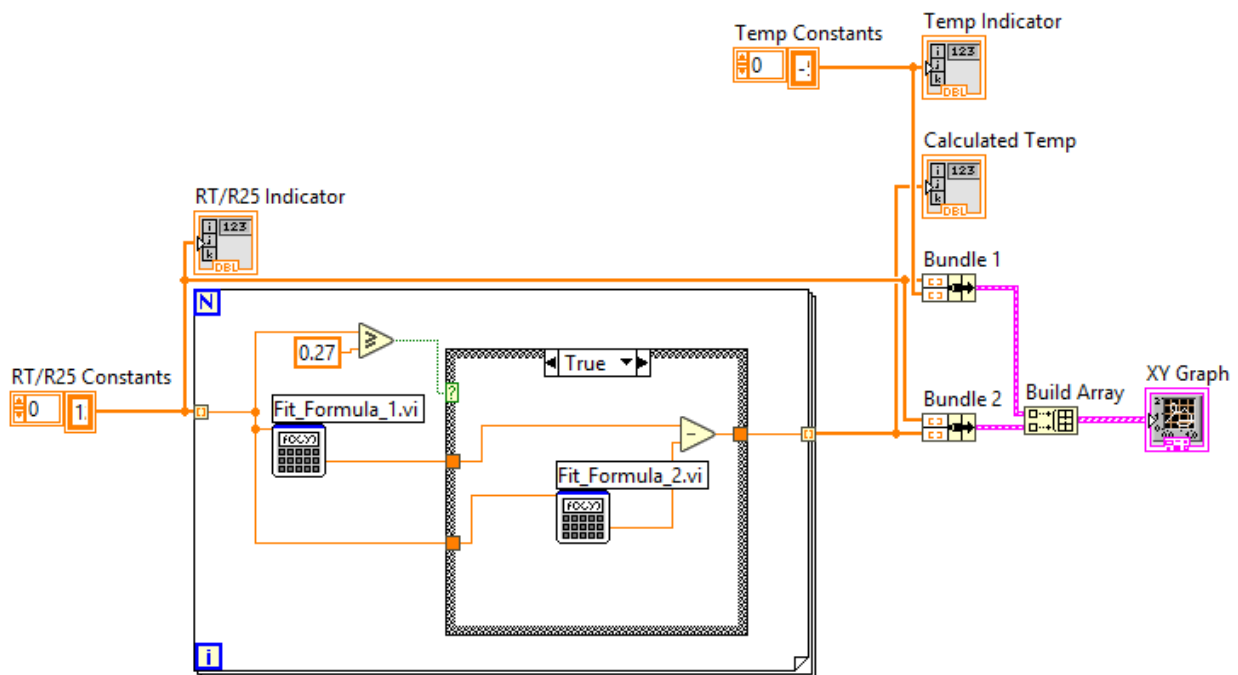 Temp Indicator
Temp Constants
0
-:
i
j
k
123
DBL
Calculated Temp
i
j
k
123
DBL
RT/R25 Indicator
i
j
k
123
DBL
Bundle 1
N
0.27
True
?
RT/R25 Constants
0
1.
Fit_Formula_1.vi
Bundle 2
Build Array
XY Graph
Fit_Formula_2.vi
i